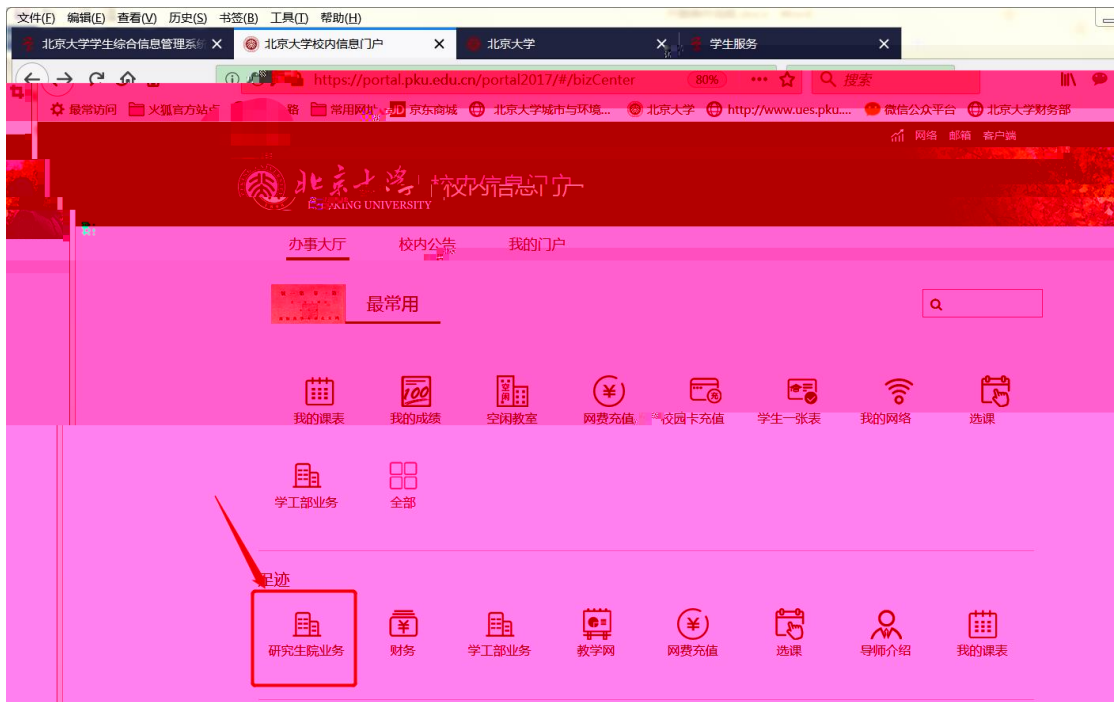 文件(F) 编辑(E) 查看(V) 历史(S) 书签(B) 工具(T) 帮助(H)
北京大学学生综合信息管理系统 北京大学校内信息门户 北京大学 学生服务
https://portal.pku.edu.cn/portal2017/#/bizCenter 80% 搜索
最常访问 火狐官方站点 常用网址 JD 京东商城 北京大学城市与环境... 北京大学 http://www.ues.pku.... 微信公众平台 北京大学财务部
网络 邮箱 客户端
北京大学 校内信息门户
PEKING UNIVERSITY
办事大厅 校内公告 我的门户
最常用
我的课表 我的成绩 空闲教室 网费充值 校园卡充值 学生一张表 我的网络 选课
学工部业务 全部
足迹
研究生院业务 财务 学工部业务 教学网 网费充值 选课 导师介绍 我的课表